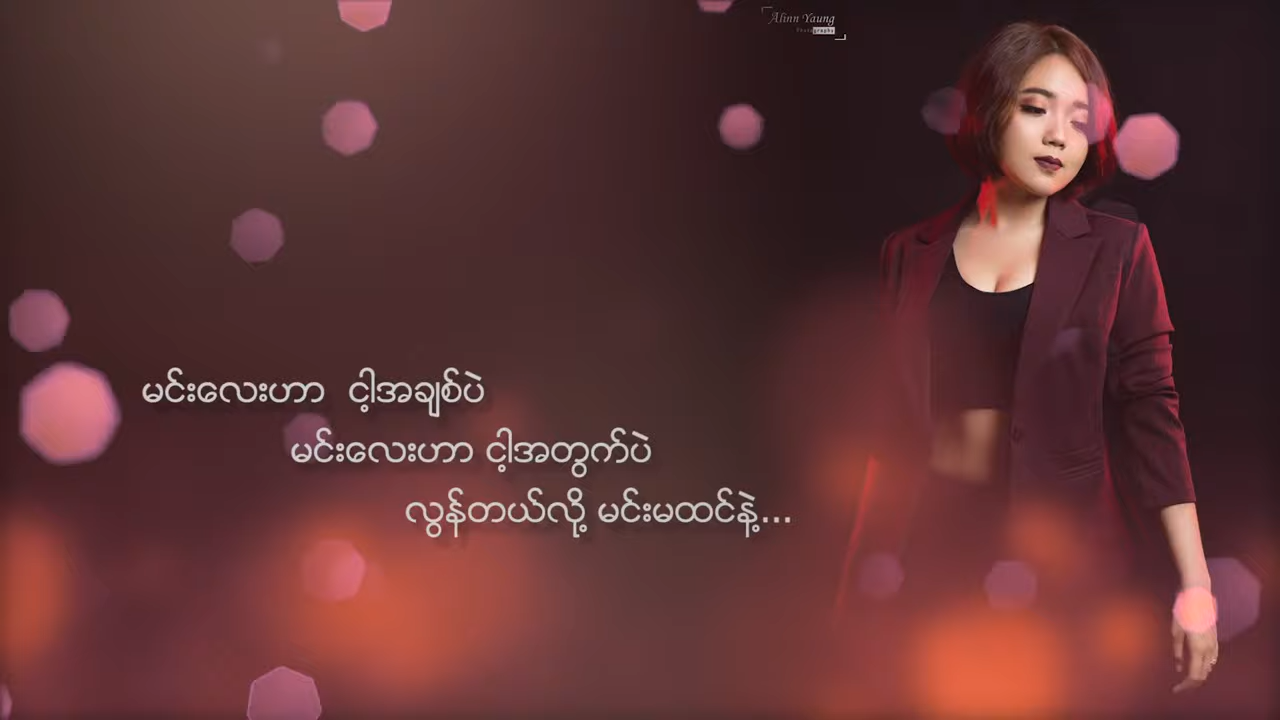 Alinn Yaung
Photography
မင်းလေးဟာ ငါ့အချစ်ပဲ
မင်းလေးဟာ ငါ့အတွက်ပဲ
လွန်တယ်လို့ မင်းမထင်နဲ့...